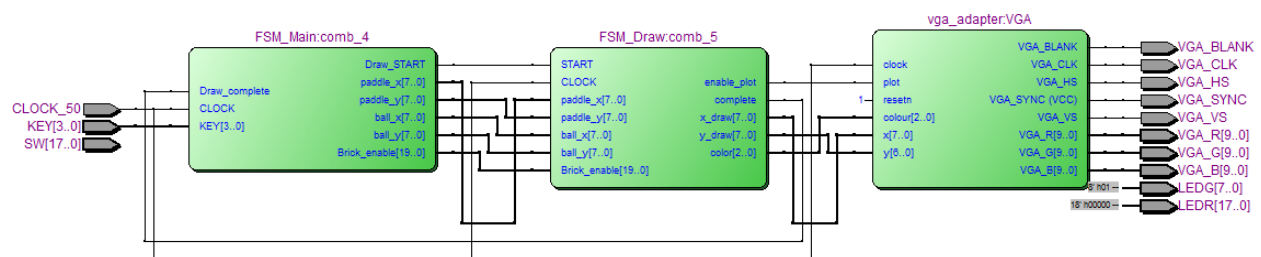 FSM_Main:comb_4
FSM_Draw:comb_5
vga_adapter:VGA
CLOCK_50
KEY[3..0]
SW[17..0]
Draw_complete
CLOCK
KEY[3..0]
Draw_START
paddle_x[7..0]
paddle_y[7..0]
ball_x[7..0]
ball_y[7..0]
Brick_enable[19..0]
START
CLOCK
paddle_x[7..0]
paddle_y[7..0]
ball_x[7..0]
ball_y[7..0]
Brick_enable[19..0]
enable_plot
complete
x_draw[7..0]
y_draw[7..0]
color[2..0]
1
clock
plot
resetn
colour[2..0]
x[7..0]
y[6..0]
VGA_BLANK
VGA_CLK
VGA_HS
VGA_SYNC (VCC)
VGA_VS
VGA_R[9..0]
VGA_G[9..0]
VGA_B[9..0]
8' h01
18' h00000
VGA_BLANK
VGA_CLK
VGA_HS
VGA_SYNC
VGA_VS
VGA_R[9..0]
VGA_G[9..0]
VGA_B[9..0]
LEDG[7..0]
LEDR[17..0]